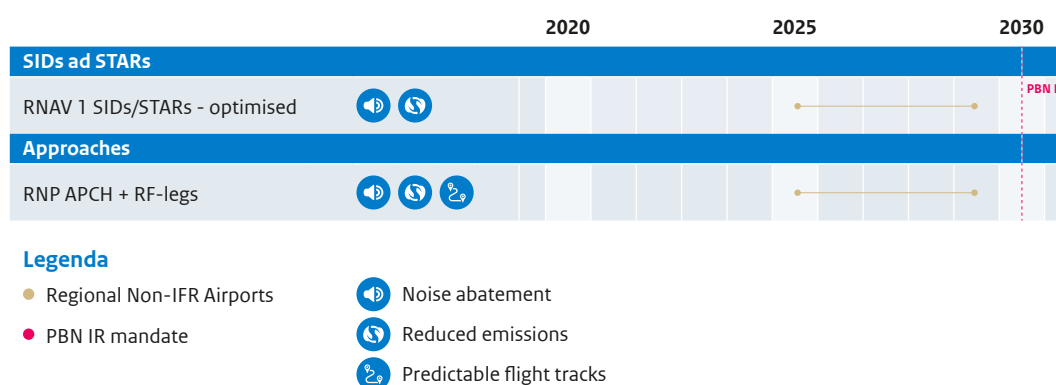 2020 2025 2030
SIDs ad STARs
RNAV 1 SIDs/STARs - optimised
PBN
Approaches
RNP APCH + RF-legs
Legenda
Regional Non-IFR Airports
Noise abatement
PBN IR mandate
Reduced emissions
Predictable flight tracks